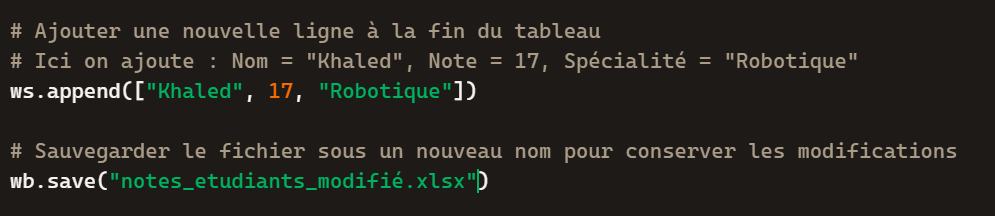 # Ajouter une nouvelle ligne à la fin du tableau
# Ici on ajoute : Nom = "Khaled", Note = 17, Spécialité = "Robotique"
ws.append(["Khaled", 17, "Robotique"])
# Sauvegarder le fichier sous un nouveau nom pour conserver les modifications
wb.save("notes_etudiants_modifié.xlsx")